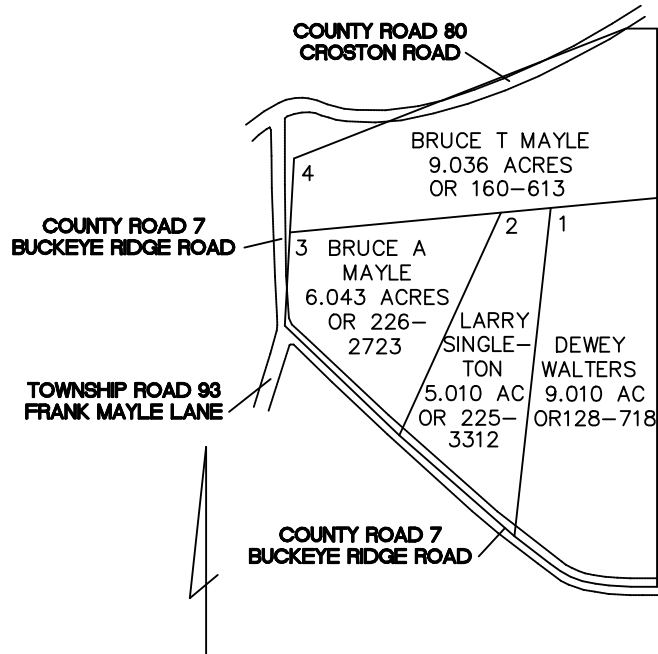 COUNTY ROAD 80
CROSTON ROAD
BRUCE T MAYLE
9.036 ACRES
OR 160-613
4
COUNTY ROAD 7
BUCKEYE RIDGE ROAD
3
BRUCE A
MAYLE
6.043 ACRES
OR 226-
2723
2
1
LARRY
SINGLE-
TON
5.010 AC
OR 225-
3312
DEWEY
WALTERS
9.010 AC
OR128-718
TOWNSHIP ROAD 93
FRANK MAYLE LANE
COUNTY ROAD 7
BUCKEYE RIDGE ROAD